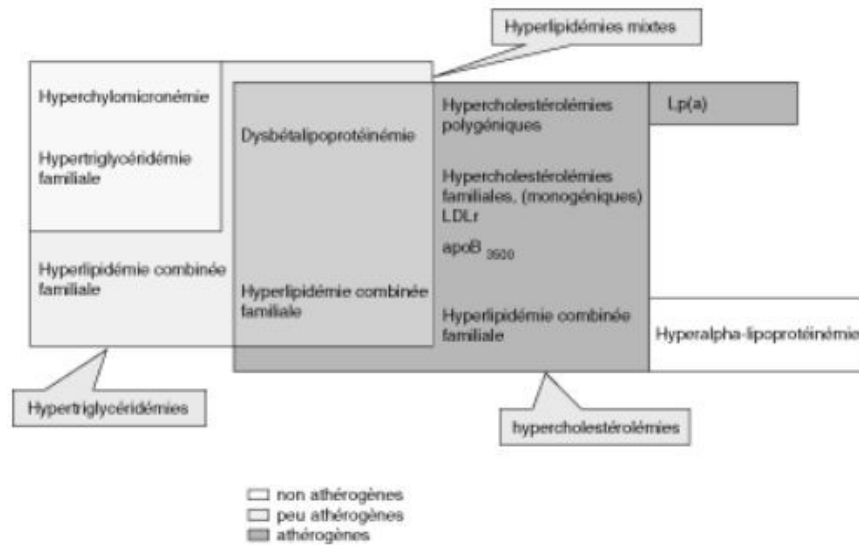 Hyperlipidémies mixtes
Hyperchylomicronémie
Hypertriglycéridémie
familiale
Hyperlipidémie combinée
familiale
Dysbétalipoprotéinémie
Hyperlipidémie combinée
familiale
Hypercholestérolémies
polygéniques
Hypercholestérolémies
familiales, (monogéniques)
LDLr
apoB 3500
Hyperlipidémie combinée
familiale
Lp(a)
Hyperalpha-lipoprotéinémie
Hypertriglycéridémies
hypercholestérolémies
non athérogènes
peu athérogènes
athérogènes